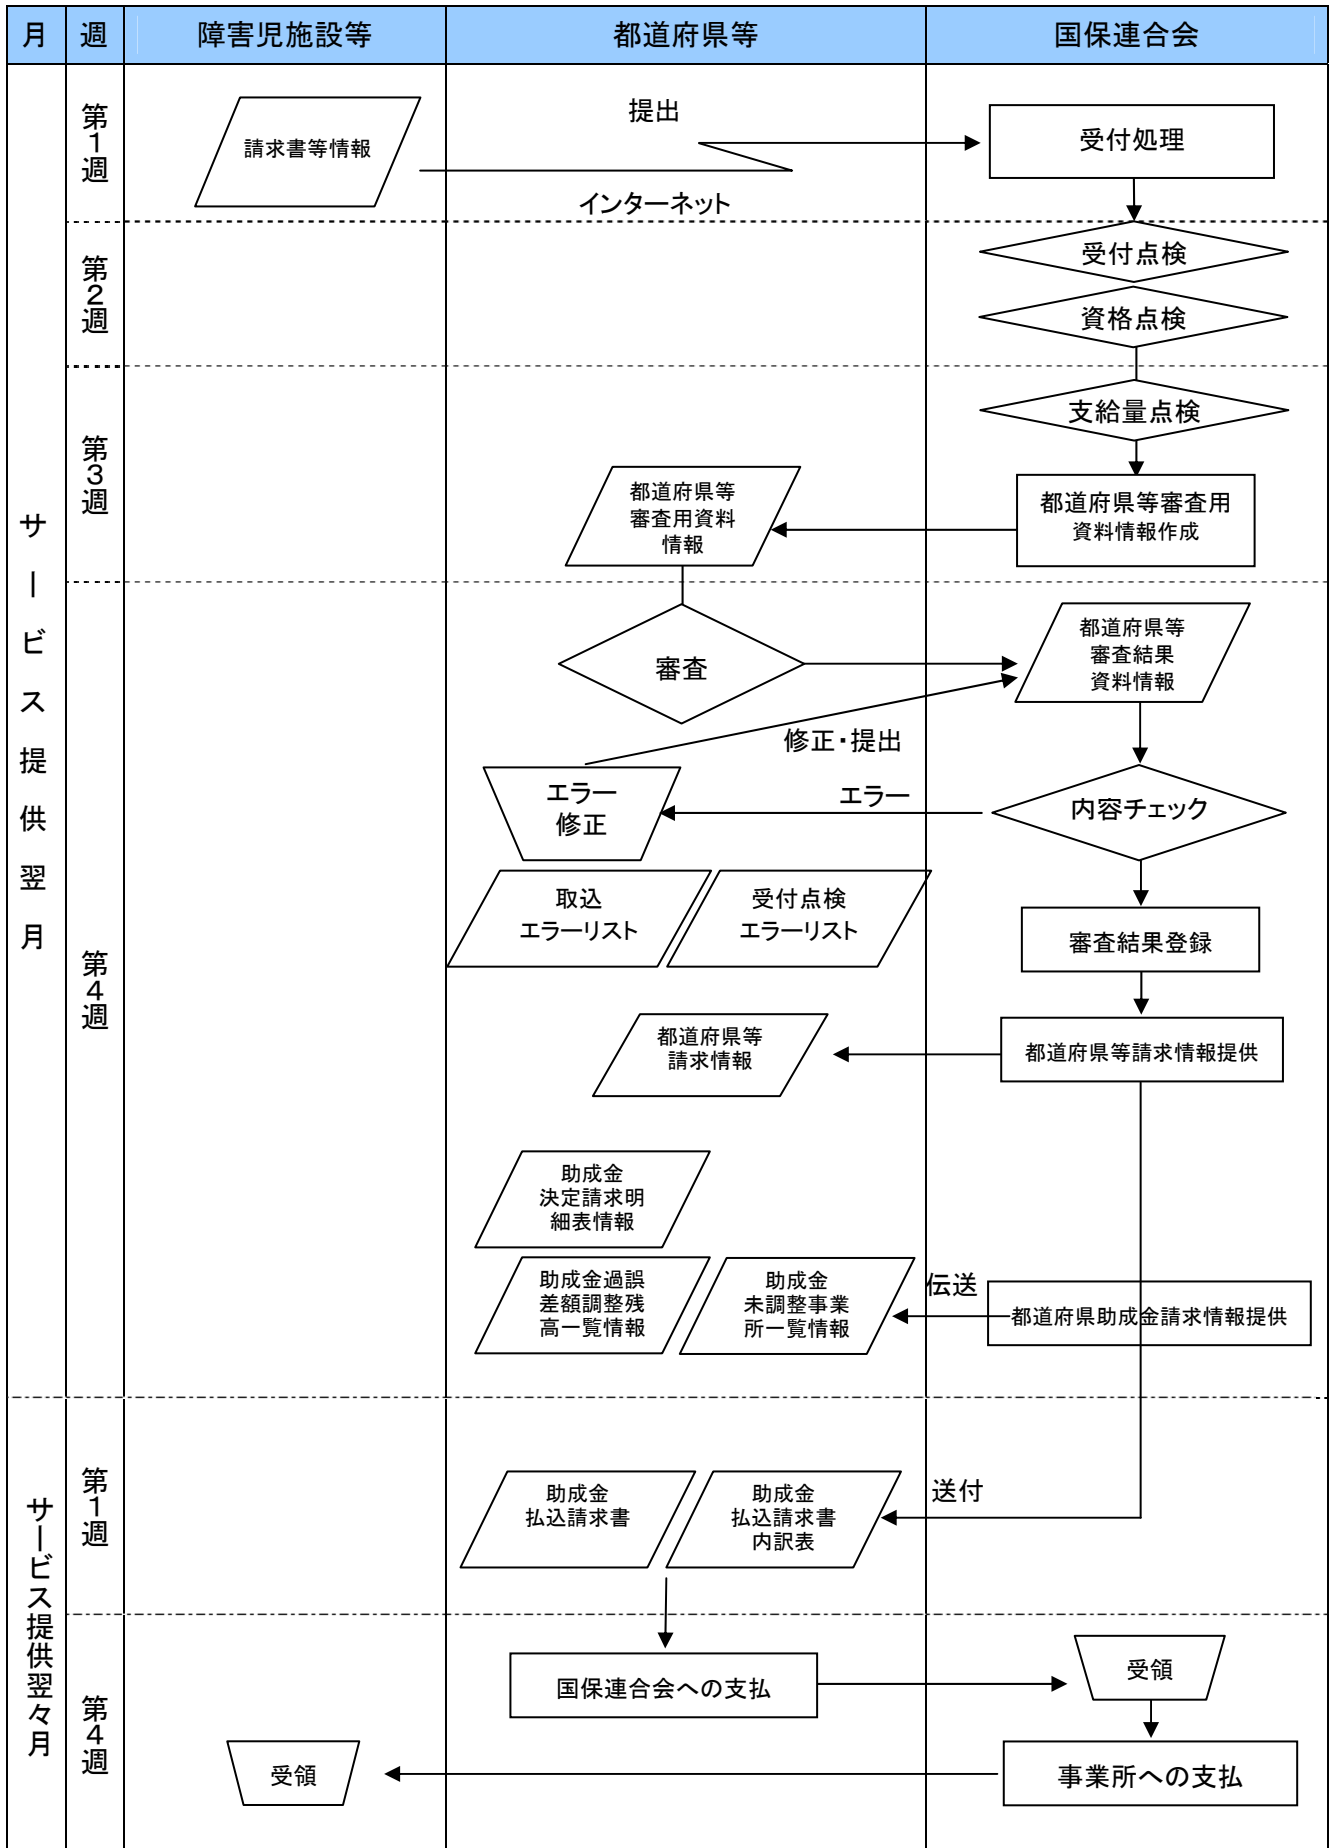 月 週 障害児施設等 都道府県等 国保連合会
サービス提供翌月
第1週
請求書等情報
提出
インターネット
受付処理
第2週
受付点検
資格点検
第3週
支給量点検
都道府県等審査用
資料情報作成
都道府県等
審査用資料
情報
第4週
審査
都道府県等
審査結果
資料情報
修正・提出
エラー
修正
エラー
内容チェック
取込
エラーリスト
受付点検
エラーリスト
審査結果登録
都道府県等
請求情報
都道府県等請求情報提供
助成金
決定請求明
細表情報
助成金過誤
差額調整残
高一覧情報
助成金
未調整事業
所一覧情報
伝送
都道府県助成金請求情報提供
サービス提供翌々月
第1週
助成金
払込請求書
助成金
払込請求書
内訳表
送付
第4週
国保連合会への支払
受領
受領
事業所への支払